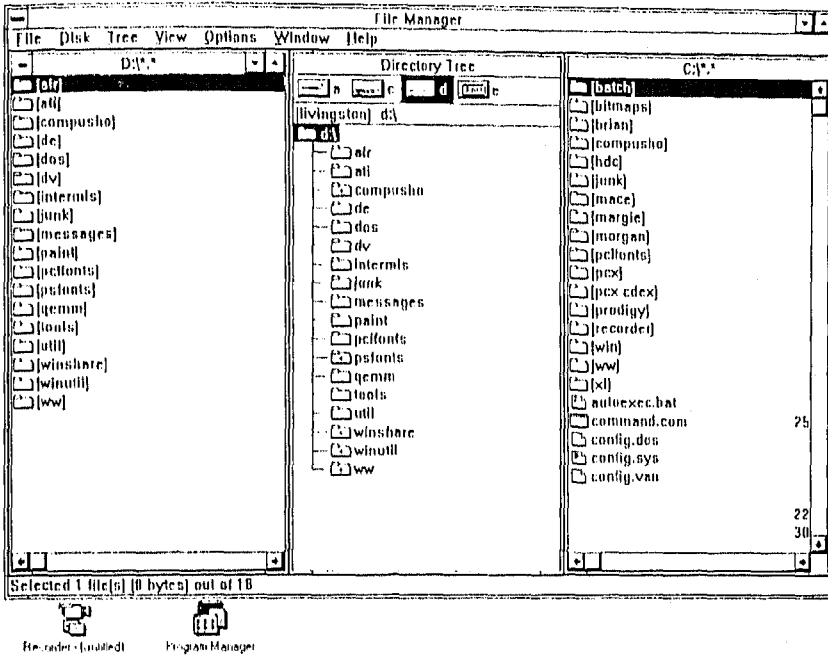 File Manager
File Disk Tree View Options Window Help
D:\*.*
[afr]
[ati]
[compusho]
[de]
[dos]
[dv]
[intermis]
[junk]
[messages]
[paint]
[pclfonts]
[psfonts]
[qemm]
[tools]
[util]
[winshare]
[winutil]
[ww]
Directory Tree
a c d e
[livingston] d:\
d:\
afr
ati
compusho
de
dos
dv
intermis
junk
messages
paint
pclfonts
psfonts
qemm
tools
util
winshare
winutil
ww
C:\*.*
[batch]
[bitmaps]
[brian]
[compusho]
[hdc]
[junk]
[mace]
[margie]
[morgan]
[pclfonts]
[pcx]
[pcx cdex]
[prodigy]
[recorder]
[win]
[ww]
[xl]
autoexec.bat
command.com 25
config.dos
config.sys
config.van
22
30
Selected 1 file[s] [0 bytes] out of 18
Recorder - (untitled)
Program Manager